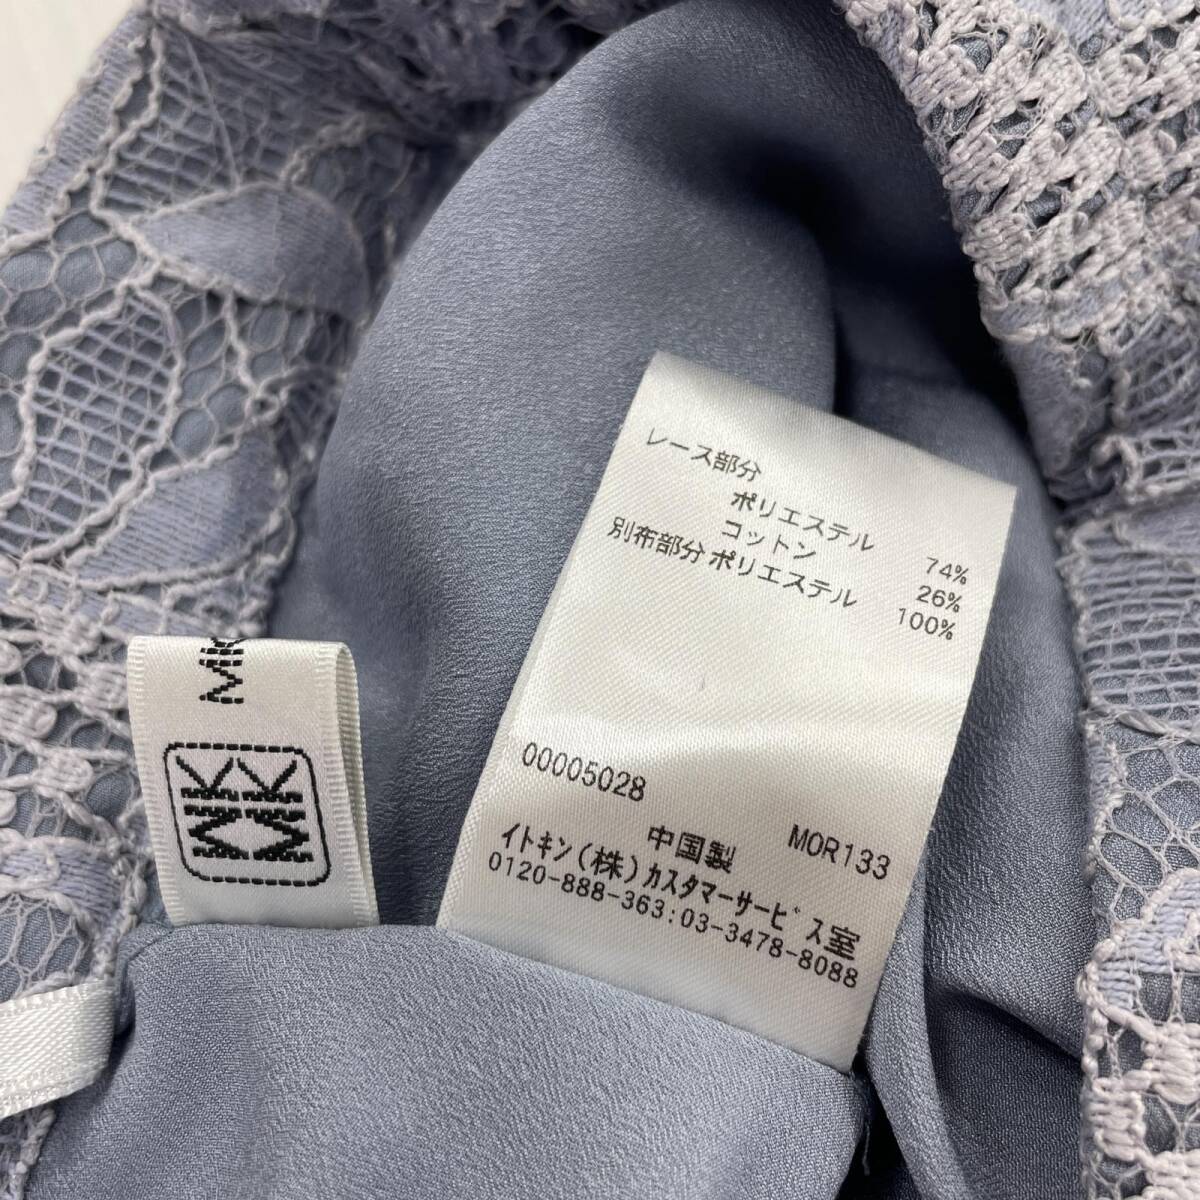 レース部分
ポリエステル 74%
コットン 26%
別布部分 ポリエステル 100%
00005028
中国製 MOR133
イトキン(株)カスタマーサービス室
0120-888-363:03-3478-8088
MK